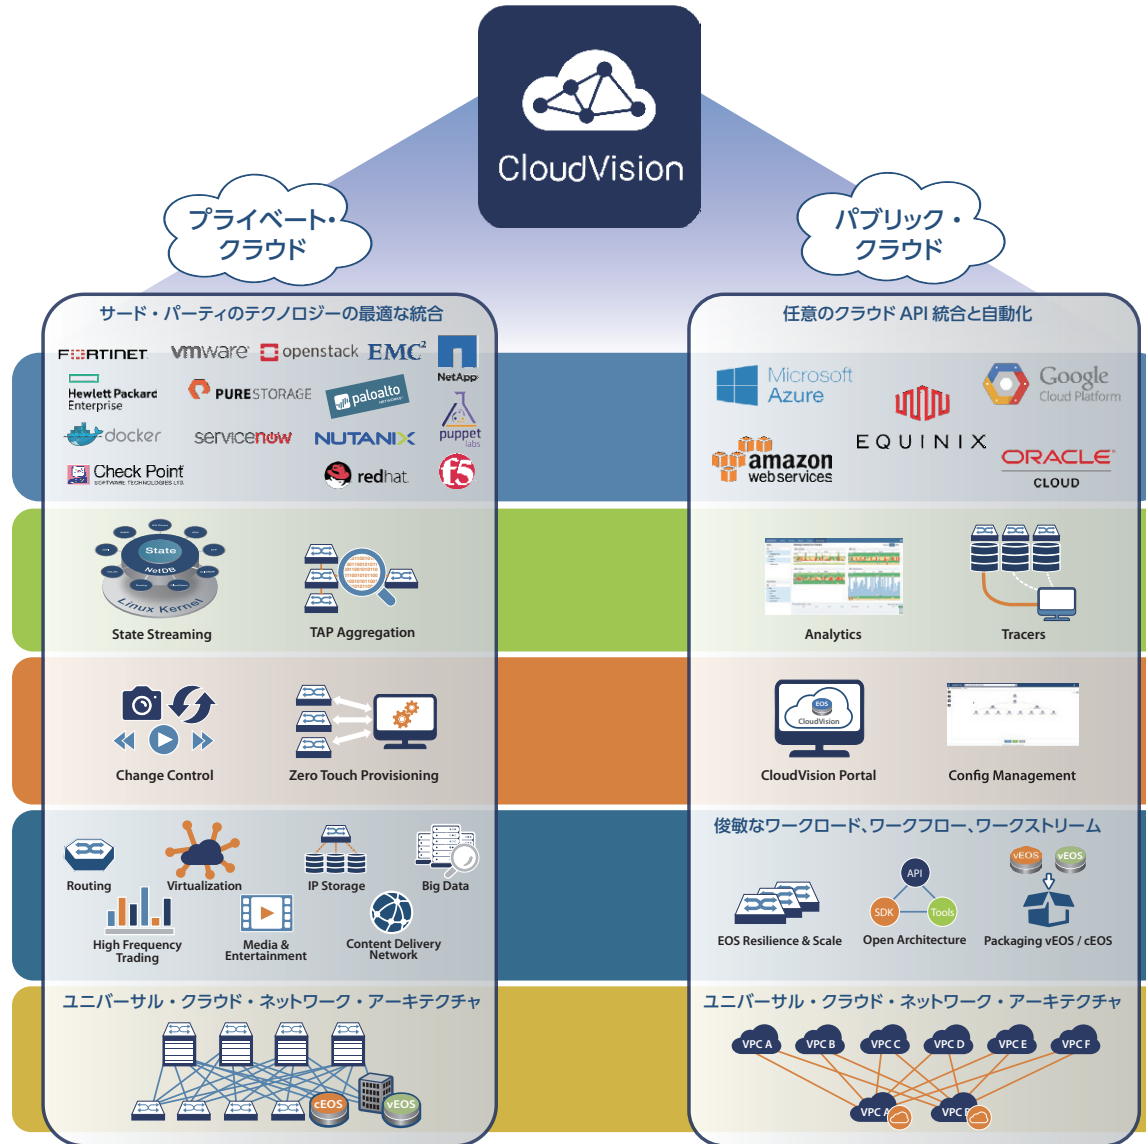 CloudVision
プライベート・
クラウド
パブリック・
クラウド
サード・パーティのテクノロジーの最適な統合
FORTINET
vmware
openstack
EMC²
NetApp
Hewlett Packard
Enterprise
PURESTORAGE
paloalto
NETWORKS
docker
servicenow
NUTANIX
puppet
labs
Check Point
SOFTWARE TECHNOLOGIES LTD.
redhat.
f5
State
NetDB
Linux Kernel
State Streaming
TAP Aggregation
Change Control
Zero Touch Provisioning
Routing
Virtualization
IP Storage
Big Data
High Frequency
Trading
Media &
Entertainment
Content Delivery
Network
ユニバーサル・クラウド・ネットワーク・アーキテクチャ
cEOS
vEOS
任意のクラウド API 統合と自動化
Microsoft
Azure
EQUINIX
Google
Cloud Platform
amazon
web services
ORACLE
CLOUD
Analytics
Tracers
EOS
CloudVision
CloudVision Portal
Config Management
俊敏なワークロード、ワークフロー、ワークストリーム
EOS Resilience & Scale
API
SDK
Tools
Open Architecture
vEOS
vEOS
Packaging vEOS / cEOS
ユニバーサル・クラウド・ネットワーク・アーキテクチャ
VPC A
VPC B
VPC C
VPC D
VPC E
VPC F
VPC A
VPC